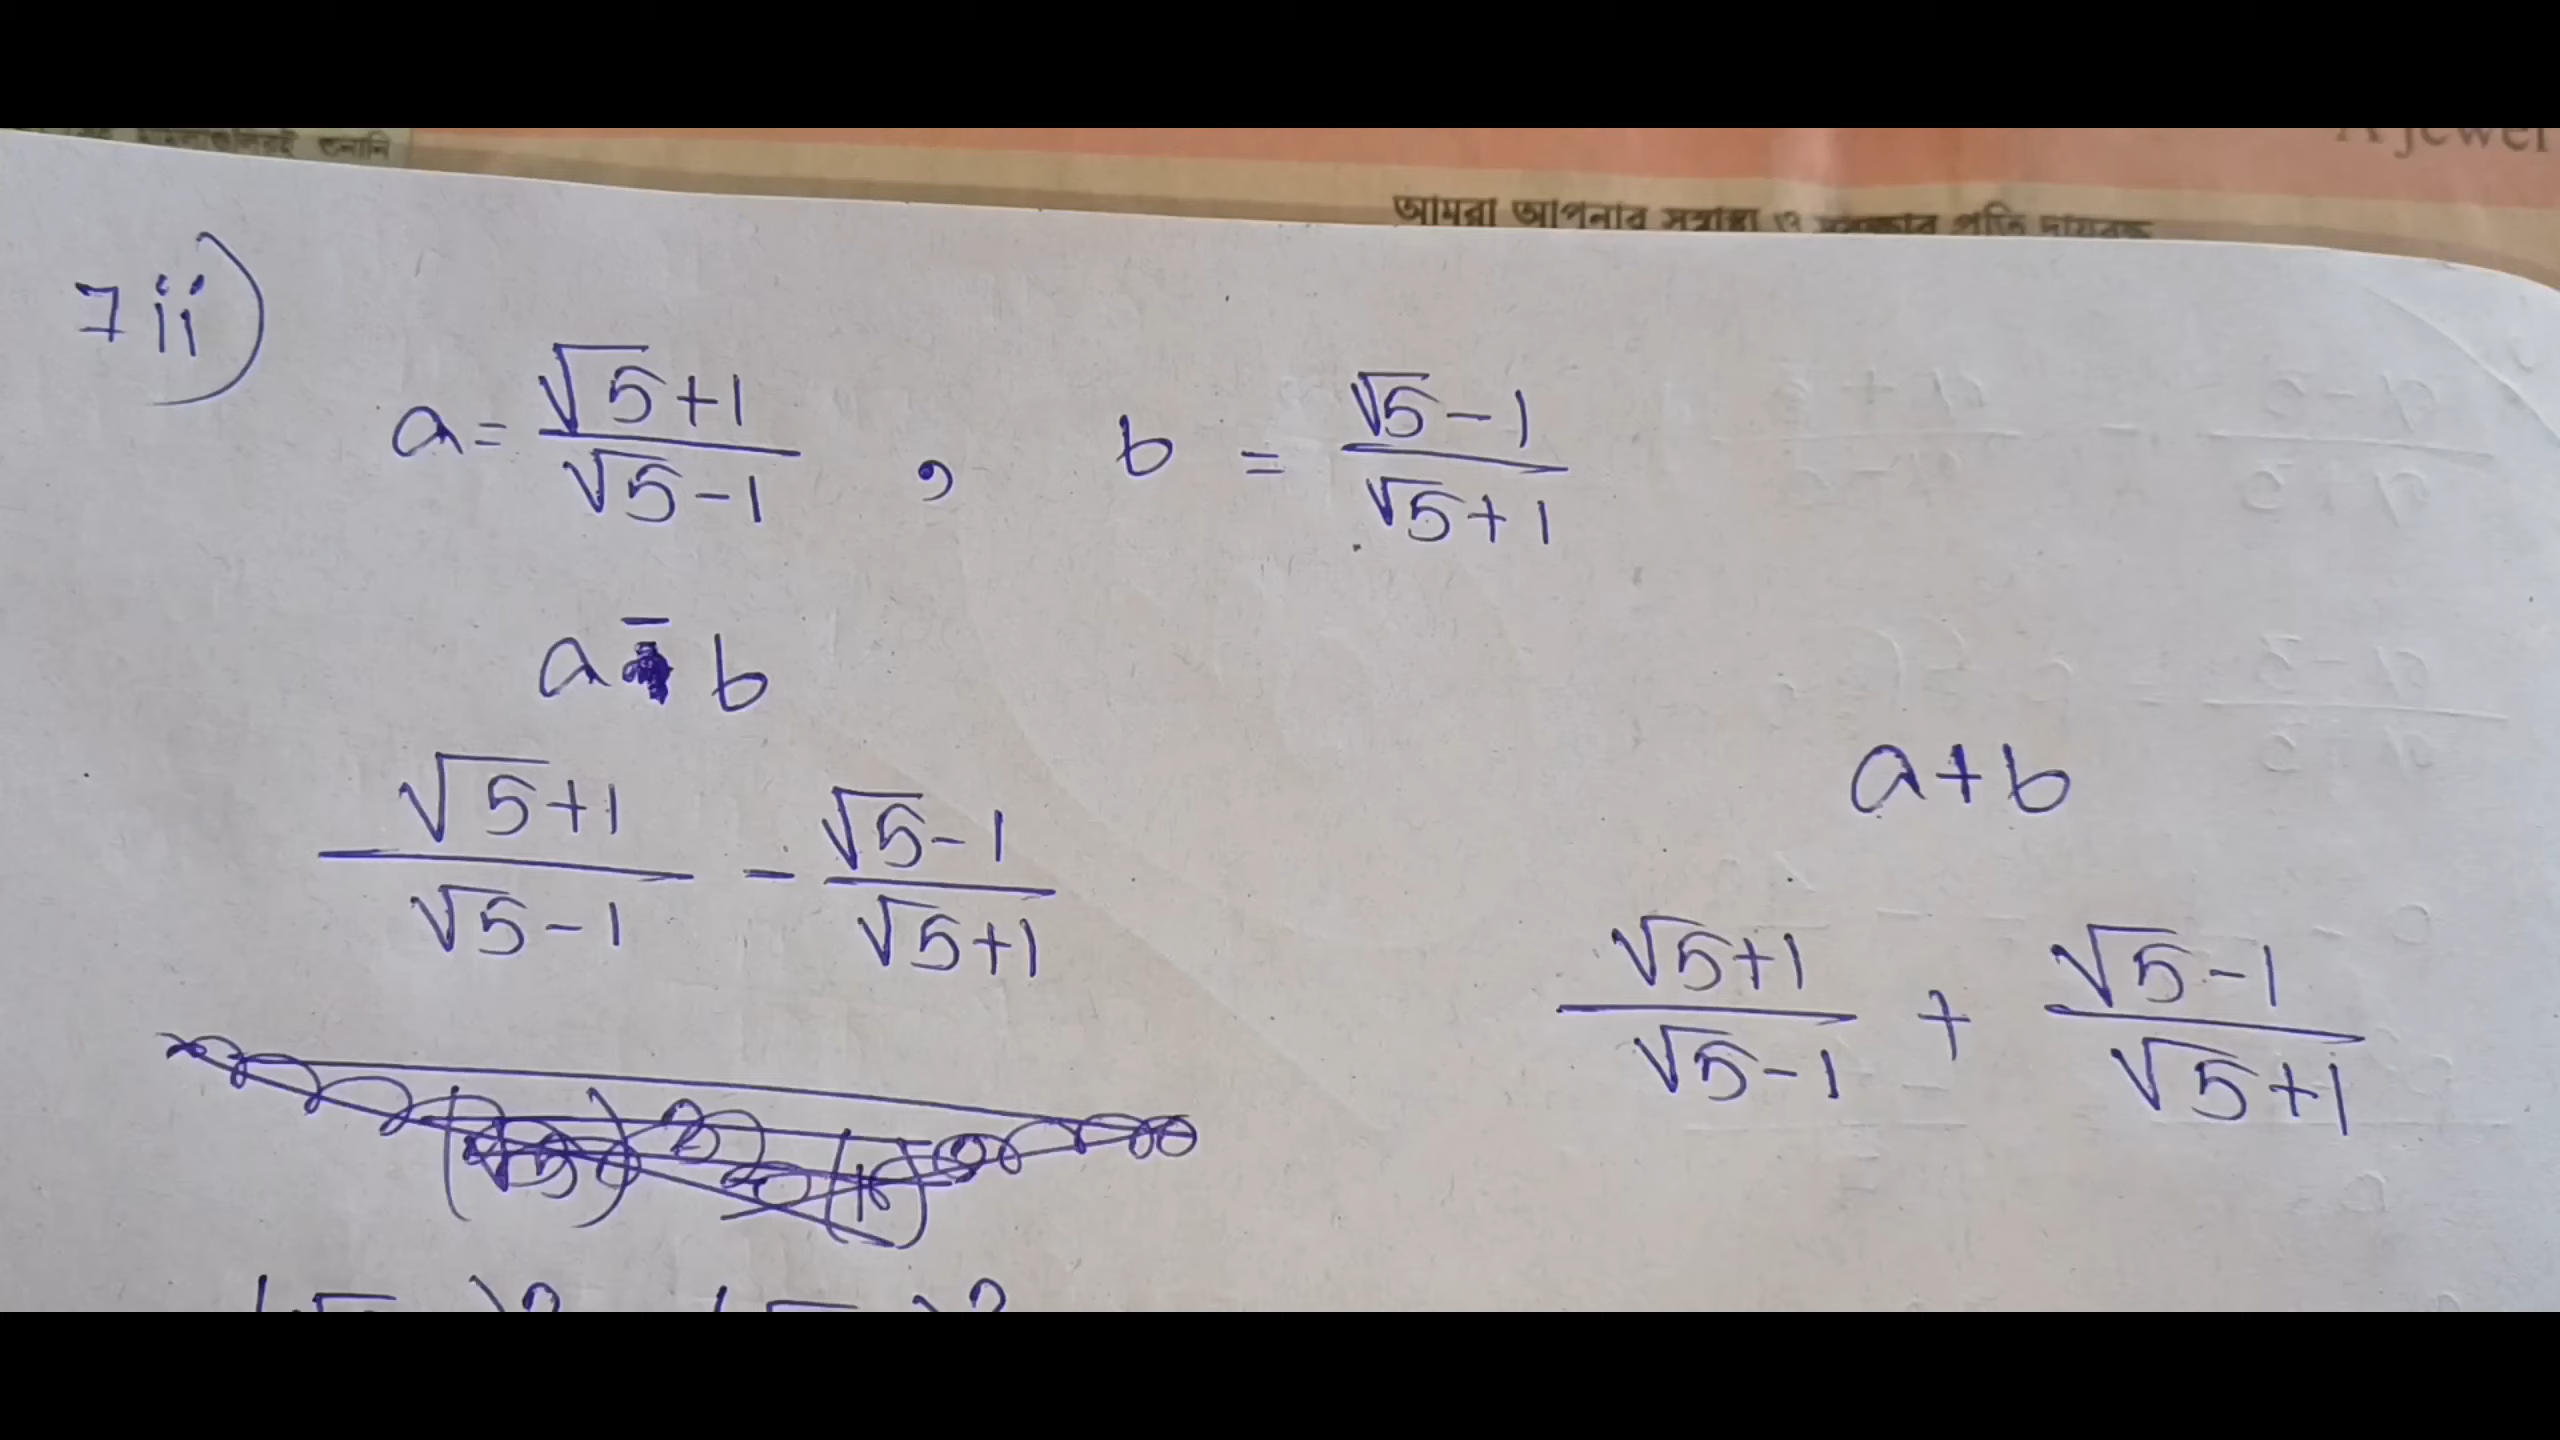 A jewel
আমরা আপনার
7 ii)
a = √5+1 / √5-1 , b = √5-1 / √5+1
a - b
√5+1 / √5-1 - √5-1 / √5+1
a+b
√5+1 / √5-1 + √5-1 / √5+1